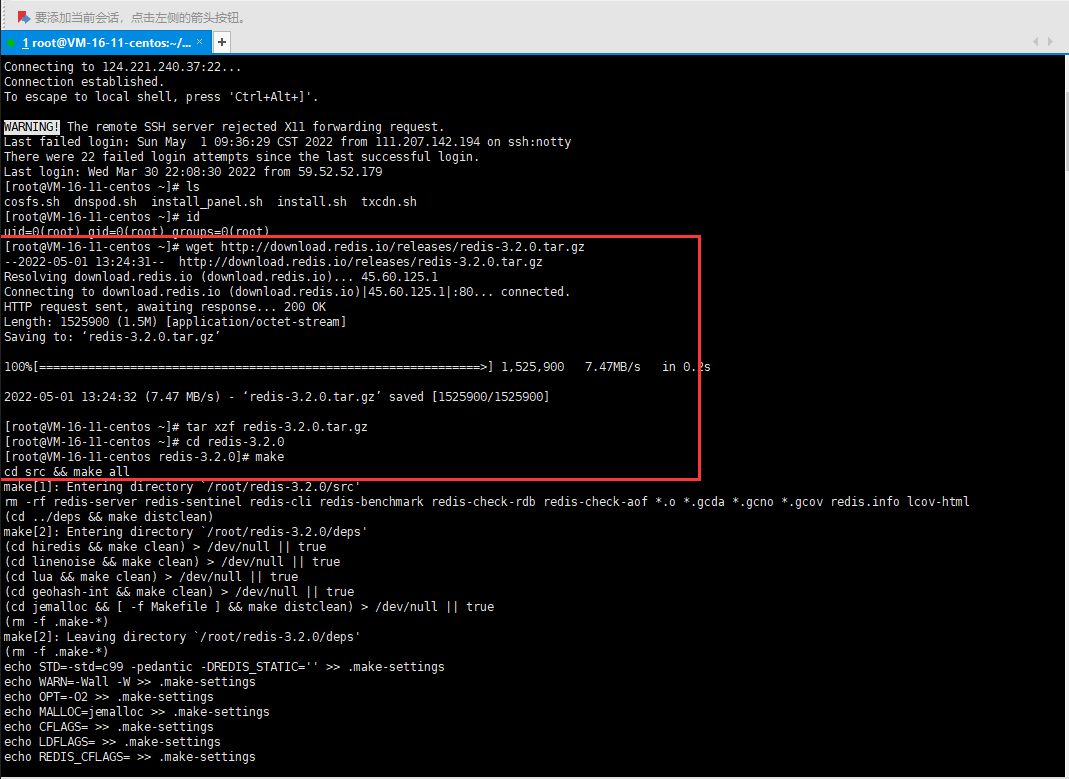 要添加当前会话，点击左侧的箭头按钮。
1 root@VM-16-11-centos:~/... × +
Connecting to 124.221.240.37:22...
Connection established.
To escape to local shell, press 'Ctrl+Alt+]'.
WARNING! The remote SSH server rejected X11 forwarding request.
Last failed login: Sun May  1 09:36:29 CST 2022 from 111.207.142.194 on ssh:notty
There were 22 failed login attempts since the last successful login.
Last login: Wed Mar 30 22:08:30 2022 from 59.52.52.179
[root@VM-16-11-centos ~]# ls
cosfs.sh  dnspod.sh  install_panel.sh  install.sh  txcdn.sh
[root@VM-16-11-centos ~]# id
uid=0(root) gid=0(root) groups=0(root)
[root@VM-16-11-centos ~]# wget http://download.redis.io/releases/redis-3.2.0.tar.gz
--2022-05-01 13:24:31--  http://download.redis.io/releases/redis-3.2.0.tar.gz
Resolving download.redis.io (download.redis.io)... 45.60.125.1
Connecting to download.redis.io (download.redis.io)|45.60.125.1|:80... connected.
HTTP request sent, awaiting response... 200 OK
Length: 1525900 (1.5M) [application/octet-stream]
Saving to: ‘redis-3.2.0.tar.gz’
100%[===============================================================>] 1,525,900   7.47MB/s   in 0.2s
2022-05-01 13:24:32 (7.47 MB/s) - ‘redis-3.2.0.tar.gz’ saved [1525900/1525900]
[root@VM-16-11-centos ~]# tar xzf redis-3.2.0.tar.gz
[root@VM-16-11-centos ~]# cd redis-3.2.0
[root@VM-16-11-centos redis-3.2.0]# make
cd src && make all
make[1]: Entering directory `/root/redis-3.2.0/src'
rm -rf redis-server redis-sentinel redis-cli redis-benchmark redis-check-rdb redis-check-aof *.o *.gcda *.gcno *.gcov redis.info lcov-html
(cd ../deps && make distclean)
make[2]: Entering directory `/root/redis-3.2.0/deps'
(cd hiredis && make clean) > /dev/null || true
(cd linenoise && make clean) > /dev/null || true
(cd lua && make clean) > /dev/null || true
(cd geohash-int && make clean) > /dev/null || true
(cd jemalloc && [ -f Makefile ] && make distclean) > /dev/null || true
(rm -f .make-*)
make[2]: Leaving directory `/root/redis-3.2.0/deps'
(rm -f .make-*)
echo STD=-std=c99 -pedantic -DREDIS_STATIC='' >> .make-settings
echo WARN=-Wall -W >> .make-settings
echo OPT=-O2 >> .make-settings
echo MALLOC=jemalloc >> .make-settings
echo CFLAGS= >> .make-settings
echo LDFLAGS= >> .make-settings
echo REDIS_CFLAGS= >> .make-settings